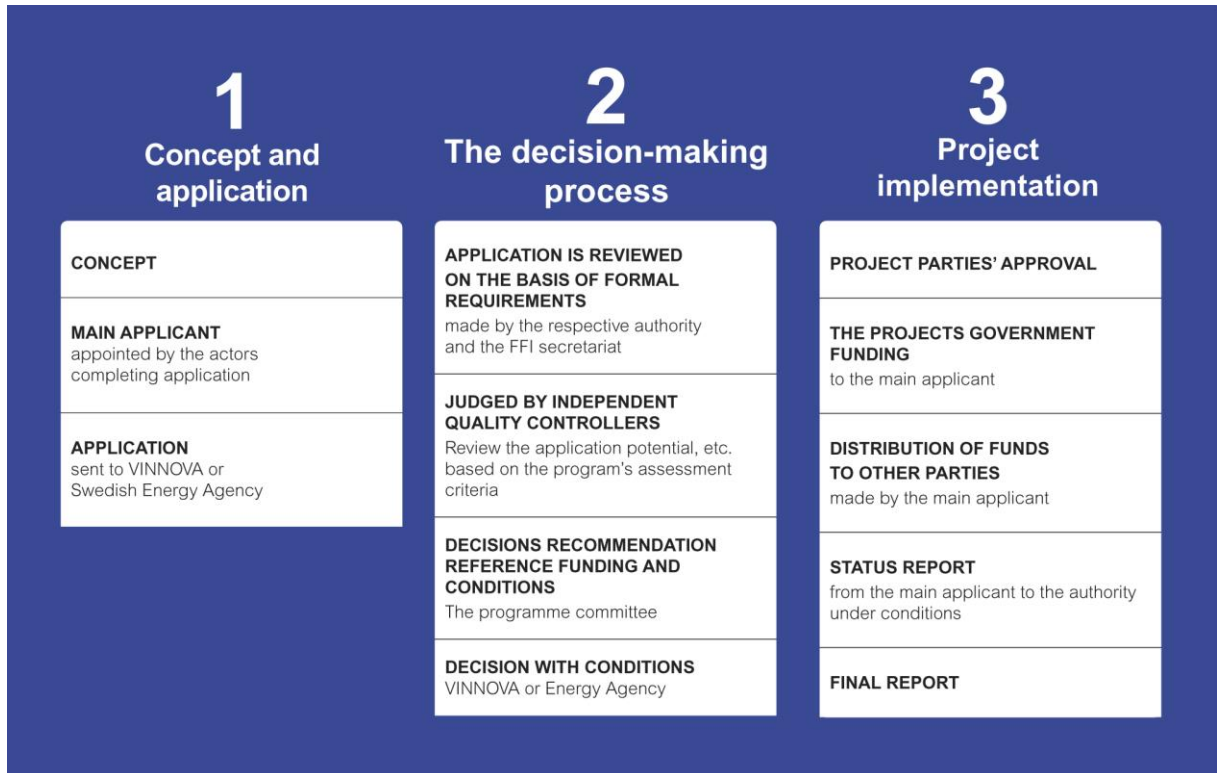 1
Concept and
application
CONCEPT
MAIN APPLICANT
appointed by the actors
completing application
APPLICATION
sent to VINNOVA or
Swedish Energy Agency
2
The decision-making
process
APPLICATION IS REVIEWED
ON THE BASIS OF FORMAL
REQUIREMENTS
made by the respective authority
and the FFI secretariat
JUDGED BY INDEPENDENT
QUALITY CONTROLLERS
Review the application potential, etc.
based on the program's assessment
criteria
DECISIONS RECOMMENDATION
REFERENCE FUNDING AND
CONDITIONS
The programme committee
DECISION WITH CONDITIONS
VINNOVA or Energy Agency
3
Project
implementation
PROJECT PARTIES' APPROVAL
THE PROJECTS GOVERNMENT
FUNDING
to the main applicant
DISTRIBUTION OF FUNDS
TO OTHER PARTIES
made by the main applicant
STATUS REPORT
from the main applicant to the authority
under conditions
FINAL REPORT